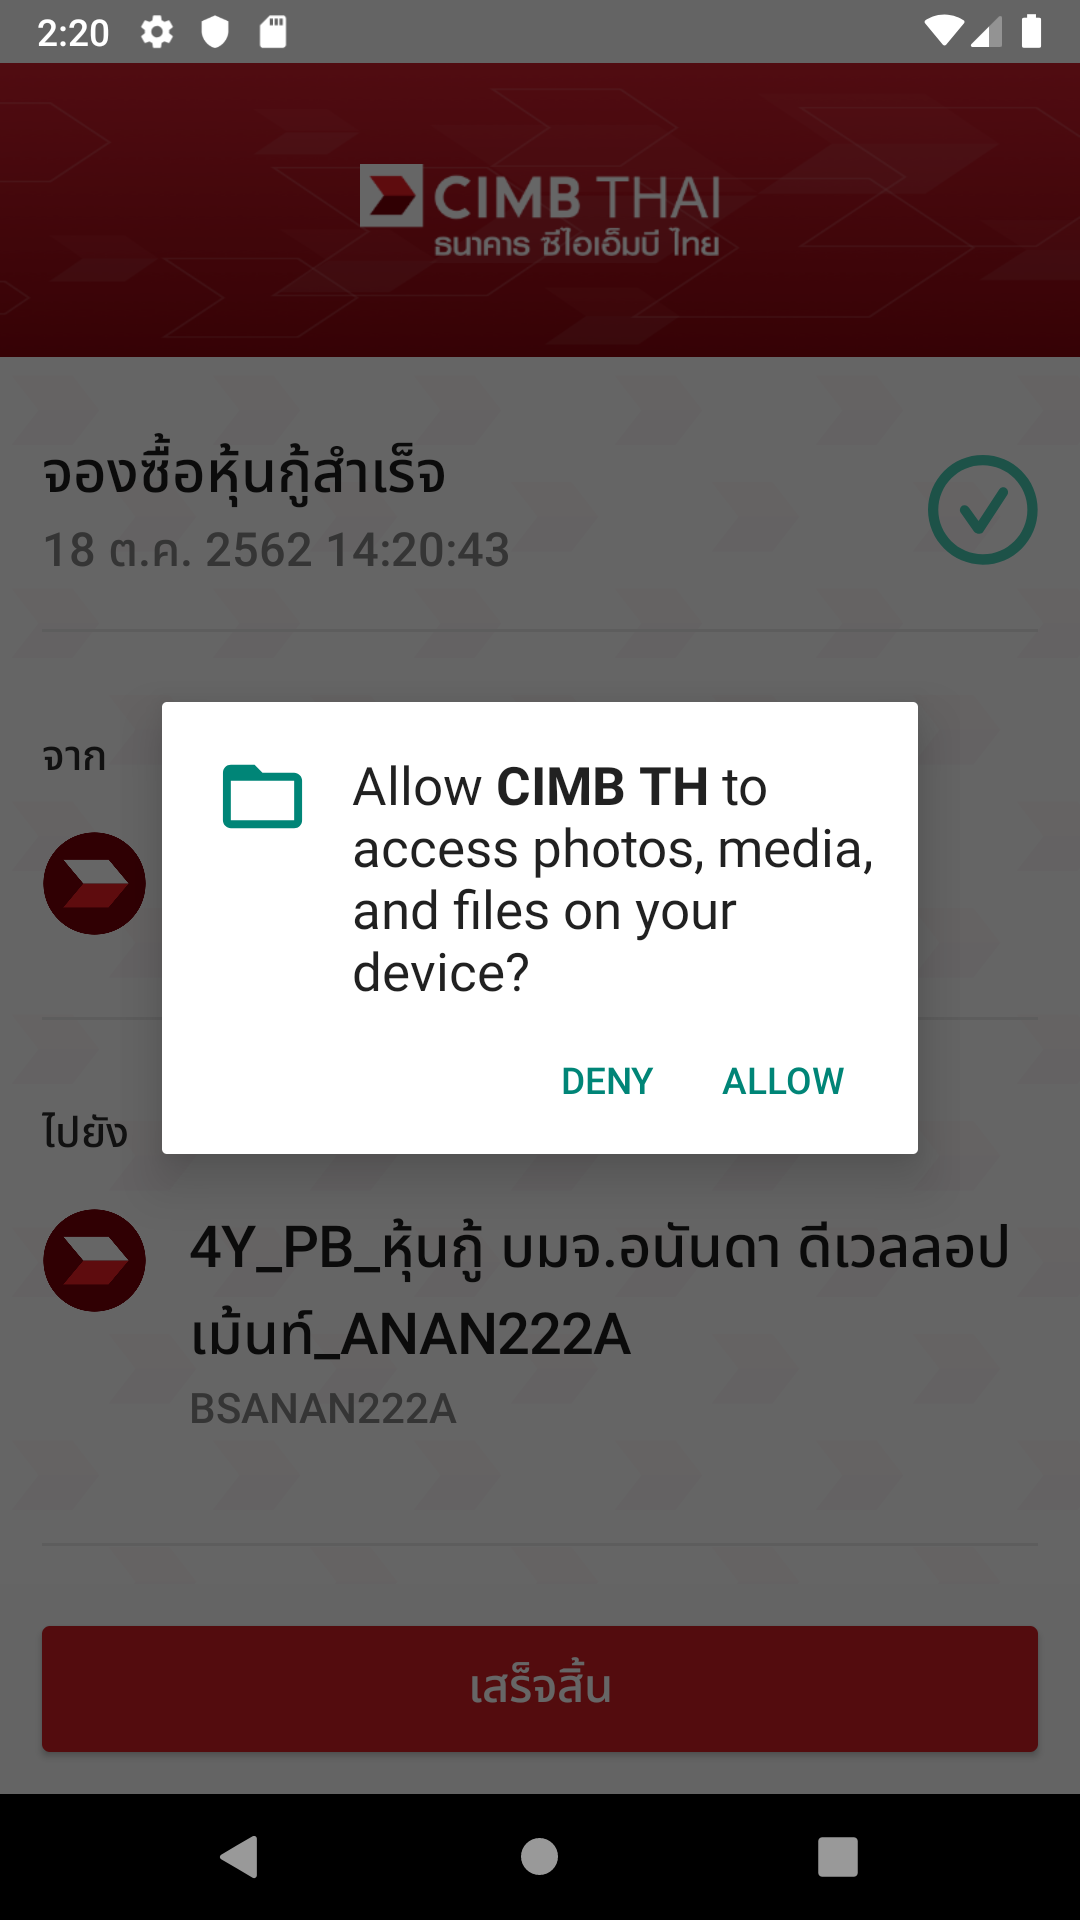 2:20
CIMB THAI
ธนาคาร ซีไอเอ็มบี ไทย
จองซื้อหุ้นกู้สำเร็จ
18 ต.ค. 2562 14:20:43
จาก
Allow CIMB TH to
access photos, media,
and files on your
device?
DENY ALLOW
ไปยัง
4Y_PB_หุ้นกู้ บมจ.อนันดา ดีเวลลอป
เม้นท์_ANAN222A
BSANAN222A
เสร็จสิ้น